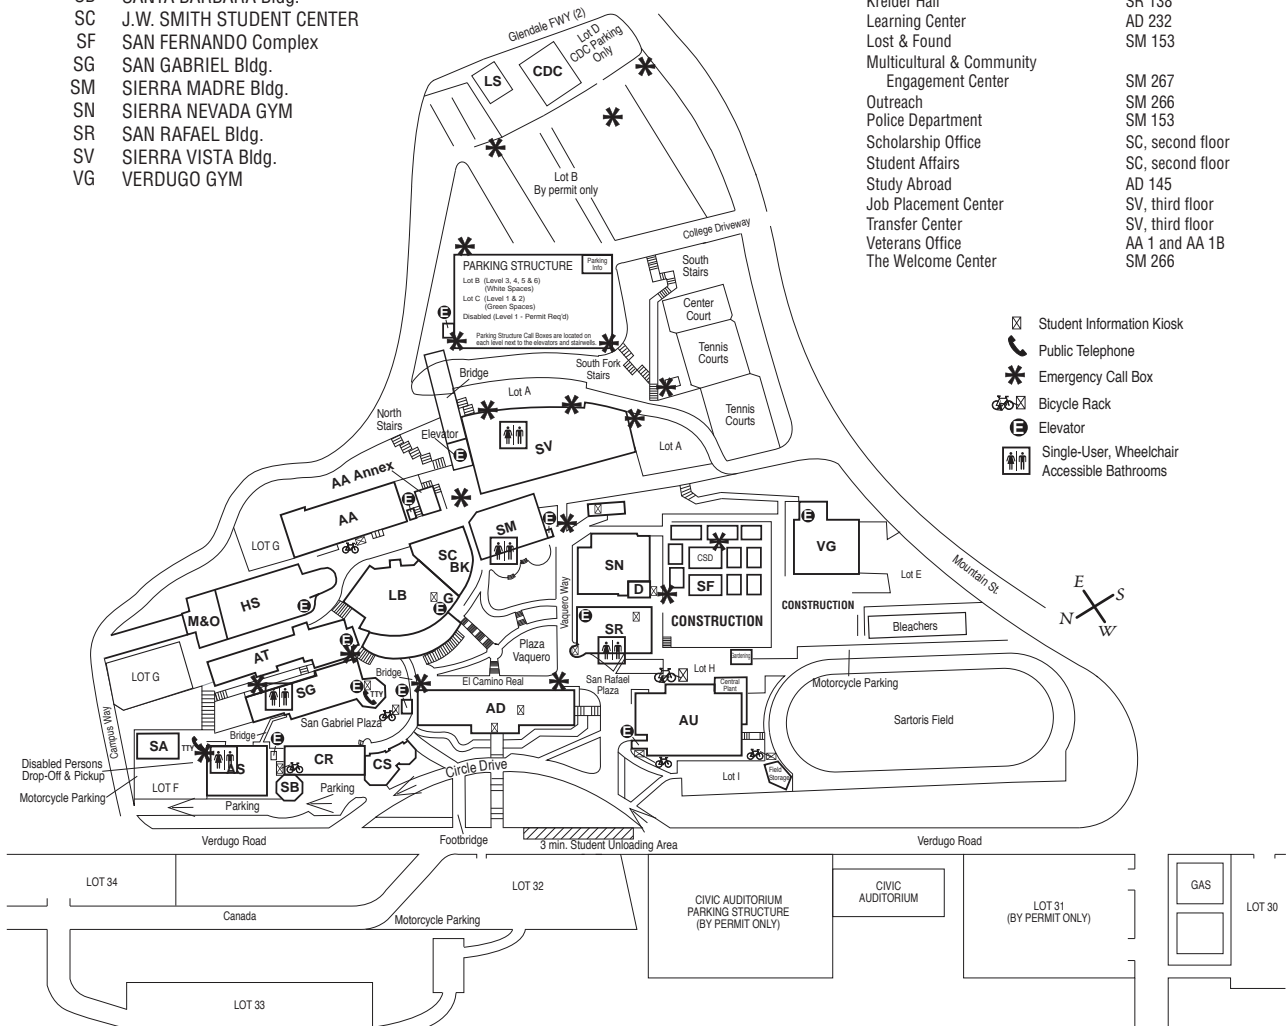 SC J.W. SMITH STUDENT CENTER
SF SAN FERNANDO Complex
SG SAN GABRIEL Bldg.
SM SIERRA MADRE Bldg.
SN SIERRA NEVADA GYM
SR SAN RAFAEL Bldg.
SV SIERRA VISTA Bldg.
VG VERDUGO GYM
Kreider Hall SR 138
Learning Center AD 232
Lost & Found SM 153
Multicultural & Community
Engagement Center SM 267
Outreach SM 266
Police Department SM 153
Scholarship Office SC, second floor
Student Affairs SC, second floor
Study Abroad AD 145
Job Placement Center SV, third floor
Transfer Center SV, third floor
Veterans Office AA 1 and AA 1B
The Welcome Center SM 266
Student Information Kiosk
Public Telephone
Emergency Call Box
Bicycle Rack
E Elevator
Single-User, Wheelchair
Accessible Bathrooms
Glendale FWY (2)
Lot D
CDC Parking
Only
LS
CDC
Lot B
By permit only
College Driveway
PARKING STRUCTURE
Parking
Info
Lot B (Level 3, 4, 5 & 6)
(White Spaces)
Lot C (Level 1 & 2)
(Green Spaces)
Disabled (Level 1 - Permit Req'd)
Parking Structure Call Boxes are located on
each level next to the elevators and stairwells.
E
South
Stairs
Center
Court
Tennis
Courts
Tennis
Courts
South Fork
Stairs
Bridge
Lot A
North
Stairs
Elevator
E
SV
Lot A
AA Annex
E
AA
LOT G
SM
E
SC
BK
LB
G
E
HS
E
M&O
AT
E
LOT G
SN
D
CSD
SF
VG
E
Lot E
Mountain St.
CONSTRUCTION
CONSTRUCTION
Bleachers
E
S
N
W
Vaquero Way
E
SR
Plaza
Vaquero
San Rafael
Plaza
Lot H
Gardening
Central
Plant
Motorcycle Parking
Sartoris Field
El Camino Real
AD
AU
E
Lot I
Field
Storage
SG
E
TTY
Bridge
E
San Gabriel Plaza
Bridge
E
Campus Way
SA
TTY
AS
CR
CS
SB
Disabled Persons
Drop-Off & Pickup
Motorcycle Parking
LOT F
Parking
Parking
Circle Drive
Verdugo Road
Footbridge
3 min. Student Unloading Area
Verdugo Road
LOT 34
LOT 32
Canada
Motorcycle Parking
CIVIC AUDITORIUM
PARKING STRUCTURE
(BY PERMIT ONLY)
CIVIC
AUDITORIUM
LOT 31
(BY PERMIT ONLY)
GAS
LOT 30
LOT 33